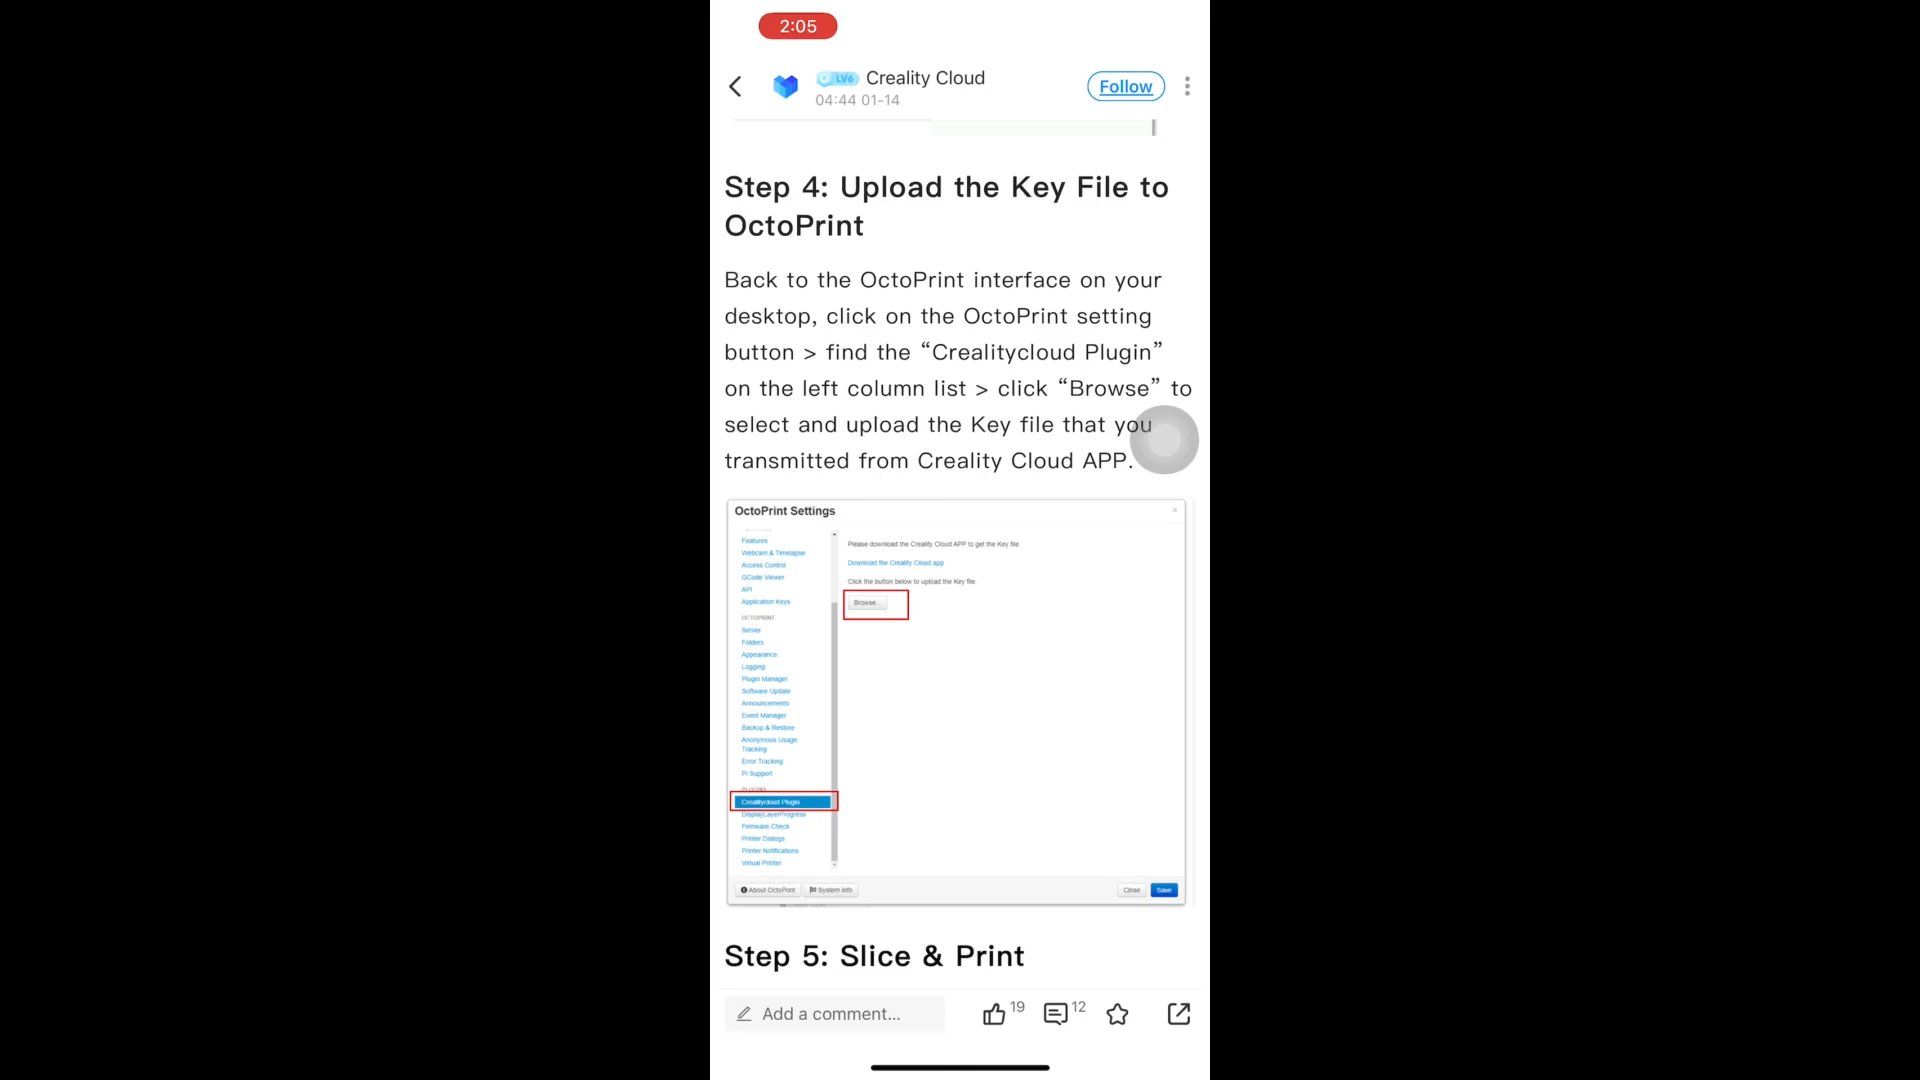 2:05
LV6 Creality Cloud
04:44 01-14
Follow
Step 4: Upload the Key File to
OctoPrint
Back to the OctoPrint interface on your
desktop, click on the OctoPrint setting
button > find the “Crealitycloud Plugin”
on the left column list > click “Browse” to
select and upload the Key file that you
transmitted from Creality Cloud APP.
OctoPrint Settings
×
Features
Webcam & Timelapse
Access Control
GCode Viewer
API
Application Keys
OCTOPRINT
Server
Folders
Appearance
Logging
Plugin Manager
Software Update
Announcements
Event Manager
Backup & Restore
Anonymous Usage
Tracking
Error Tracking
Pi Support
PLUGINS
Crealitycloud Plugin
DisplayLayerProgress
Firmware Check
Printer Dialogs
Printer Notifications
Virtual Printer
Please download the Creality Cloud APP to get the Key file.
Download the Creality Cloud app
Click the button below to upload the Key file.
Browse...
About OctoPrint
System info
Close
Save
Step 5: Slice & Print
Add a comment...
19
12